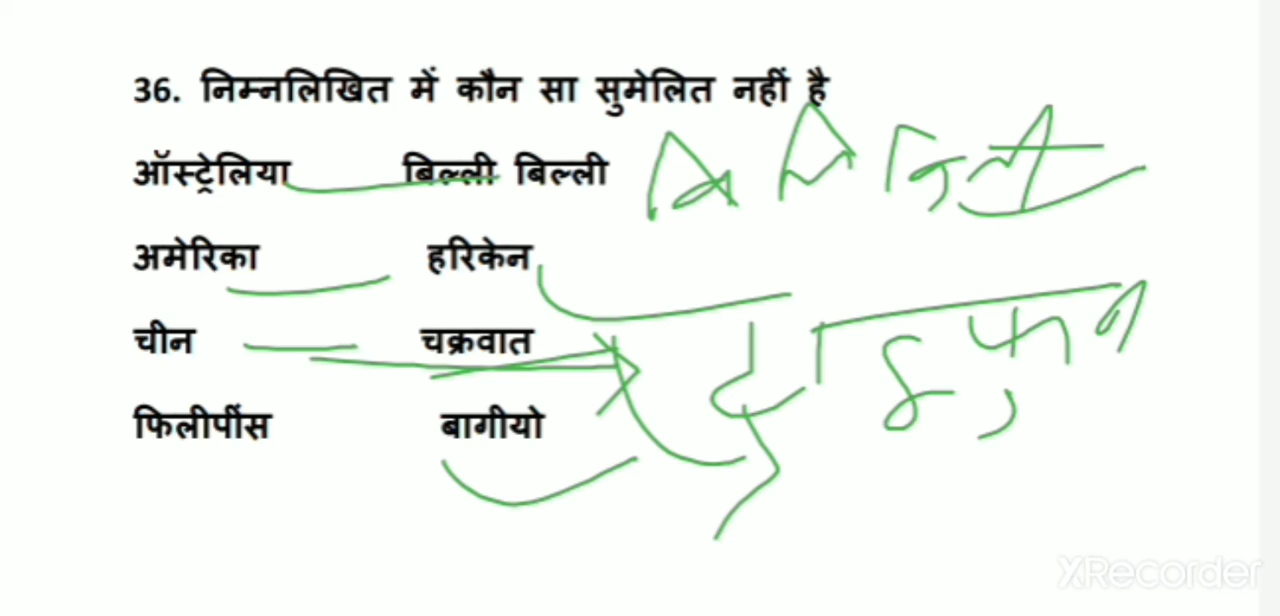 36. निम्नलिखित में कौन सा सुमेलित नहीं है
ऑस्ट्रेलिया बिल्ली बिल्ली
अमेरिका हरिकेन
चीन चक्रवात
फिलीपींस बागीयो
XRecorder